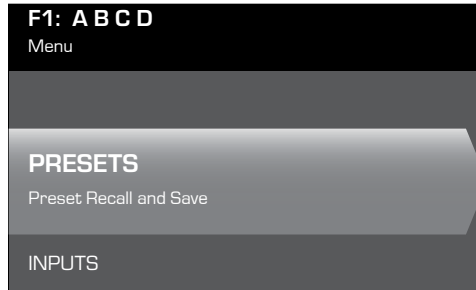 F1: A B C D
Menu
PRESETS
Preset Recall and Save
INPUTS